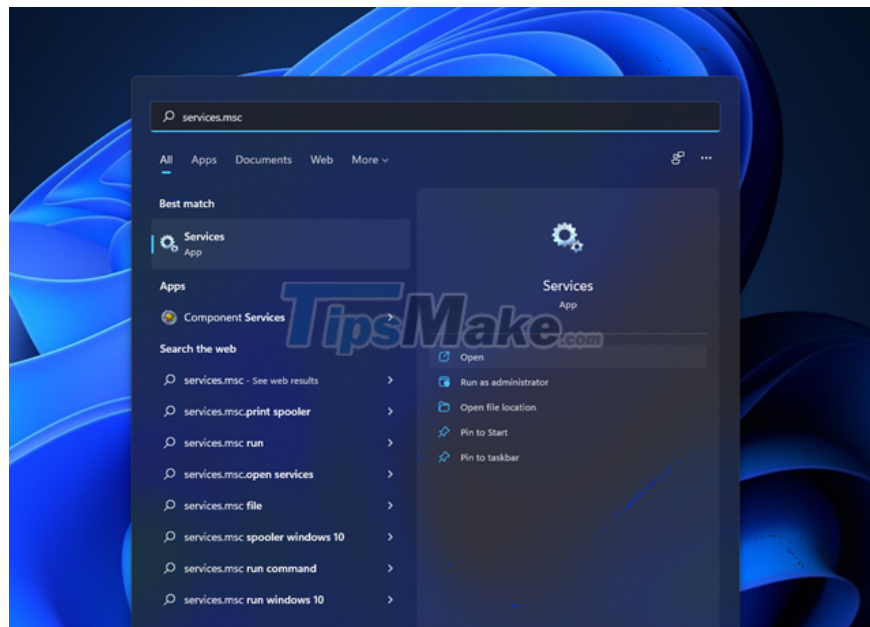 services.msc
All Apps Documents Web More
Best match
Services
App
Apps
Component Services
Search the web
services.msc - See web results
services.msc.print spooler
services.msc run
services.msc.open services
services.msc file
services.msc spooler windows 10
services.msc run command
services.msc run windows 10
Services
App
Open
Run as administrator
Open file location
Pin to Start
Pin to taskbar
TipsMake.com